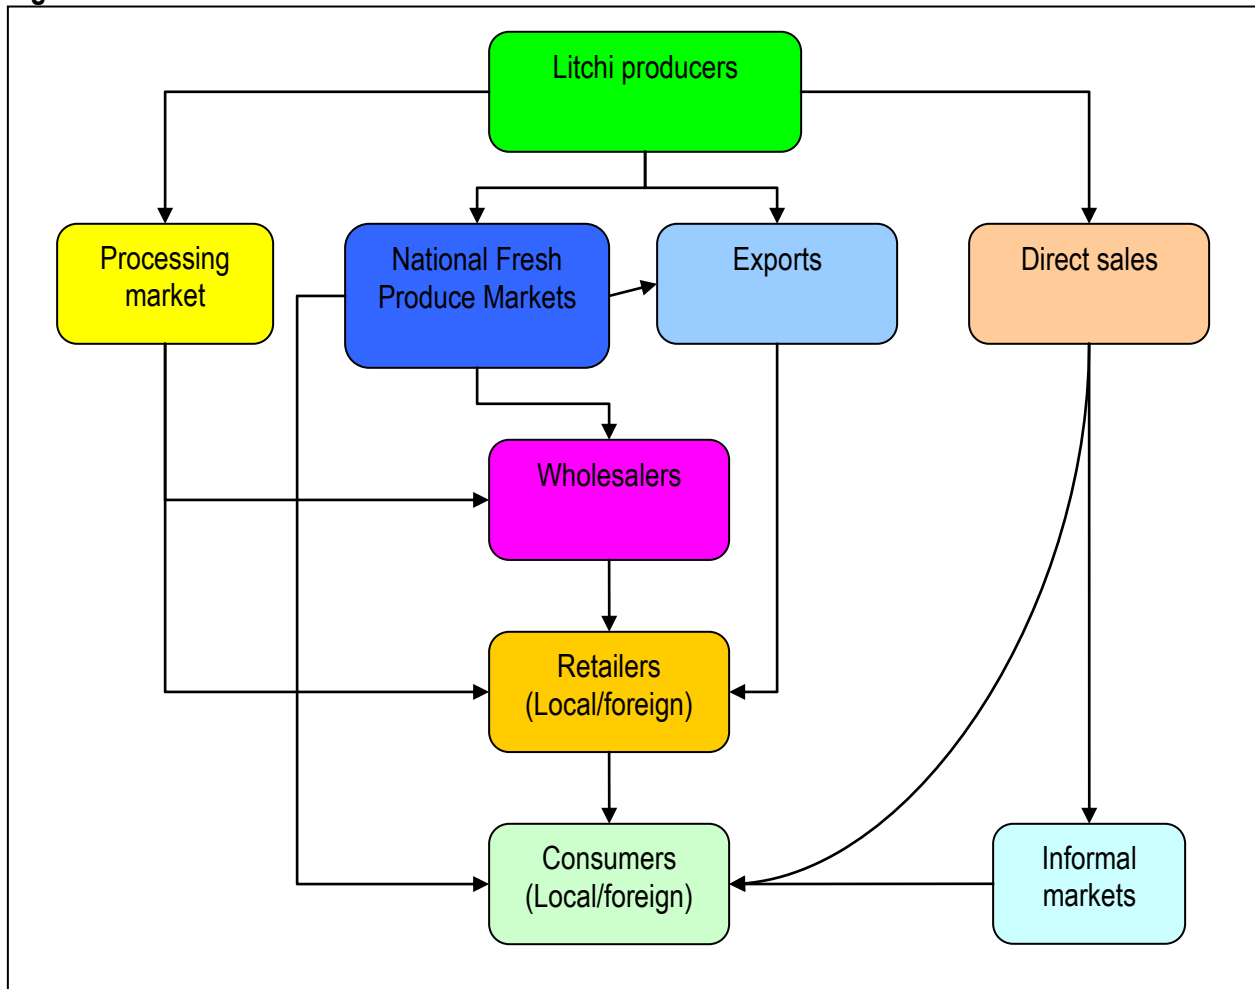 Litchi producers
Processing
market
National Fresh
Produce Markets
Exports
Direct sales
Wholesalers
Retailers
(Local/foreign)
Consumers
(Local/foreign)
Informal
markets